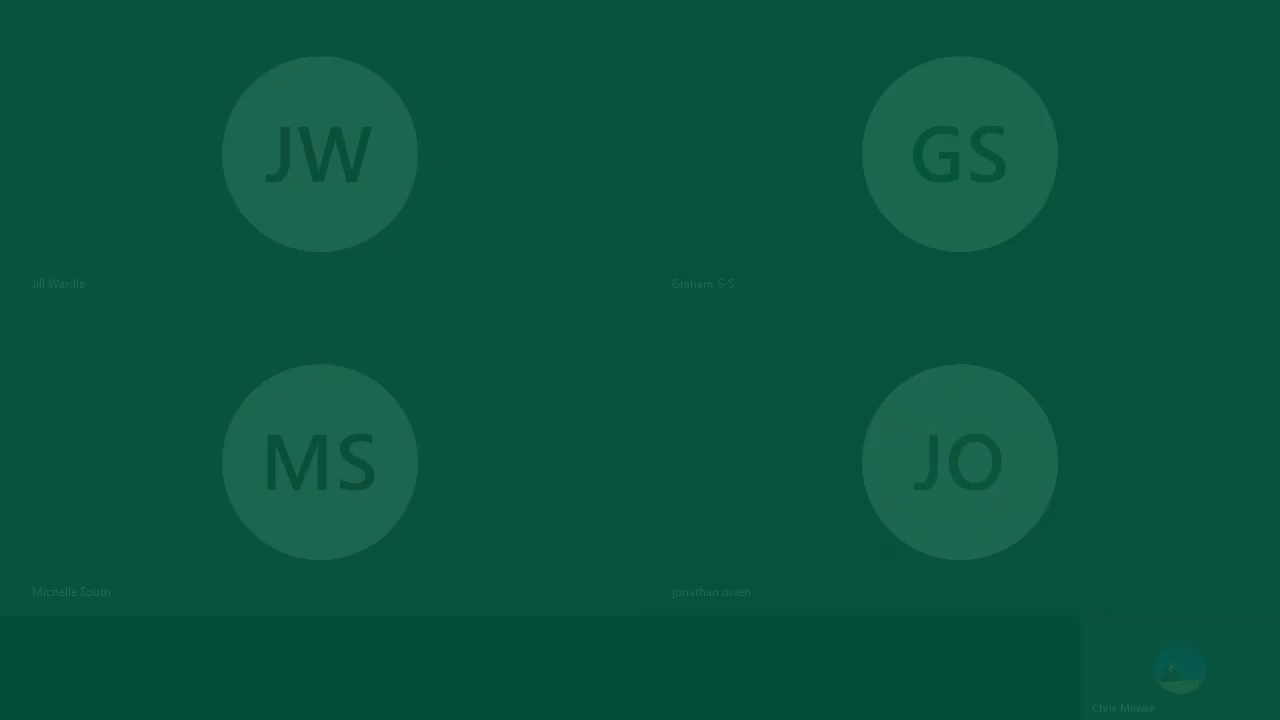 JW
GS
Jill Wardle
Graham S-S
MS
JO
Michelle South
jonathan owen
Chris Mewse